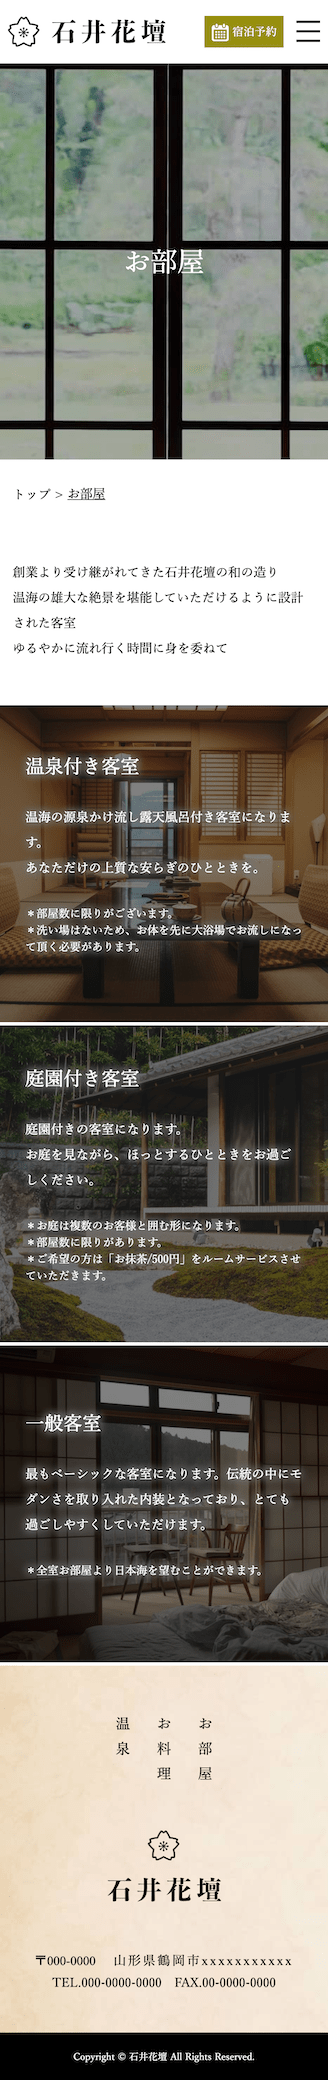 石井花壇
宿泊予約
お部屋
トップ > お部屋
創業より受け継がれてきた石井花壇の和の造り
温海の雄大な絶景を堪能していただけるように設計
された客室
ゆるやかに流れ行く時間に身を委ねて
温泉付き客室
温海の源泉かけ流し露天風呂付き客室になりま
す。
あなただけの上質な安らぎのひとときを。
＊部屋数に限りがございます。
＊洗い場はないため、お体を先に大浴場でお流しになっ
て頂く必要があります。
庭園付き客室
庭園付きの客室になります。
お庭を見ながら、ほっとするひとときをお過ご
しください。
＊お庭は複数のお客様と囲む形になります。
＊部屋数に限りがあります。
＊ご希望の方は「お抹茶/500円」をルームサービスさせ
ていただきます。
一般客室
最もベーシックな客室になります。伝統の中にモ
ダンさを取り入れた内装となっており、とても
過ごしやすくしていただけます。
＊全室お部屋より日本海を望むことができます。
お部屋
お料理
温泉
石井花壇
〒000-0000　山形県鶴岡市xxxxxxxxxxx
TEL.000-0000-0000　FAX.00-0000-0000
Copyright © 石井花壇 All Rights Reserved.